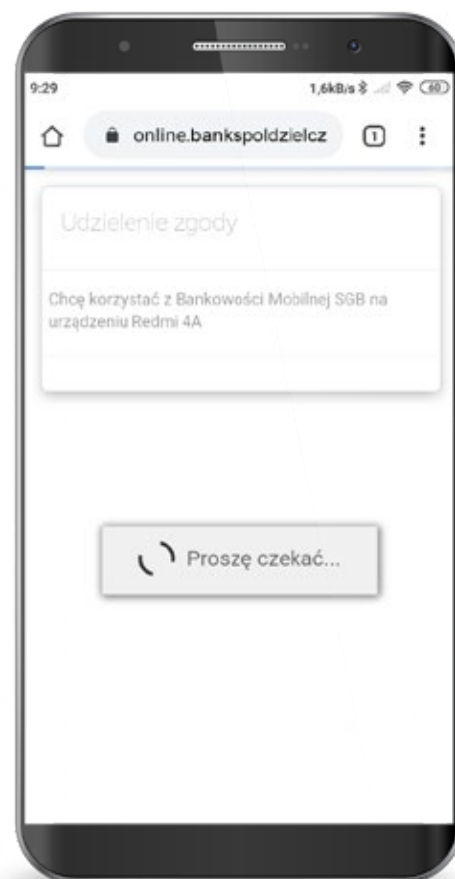 9:29 1,6kB/s 60
online.bankspoldzielcz 1
Udzielenie zgody
Chcę korzystać z Bankowości Mobilnej SGB na
urządzeniu Redmi 4A
Proszę czekać...